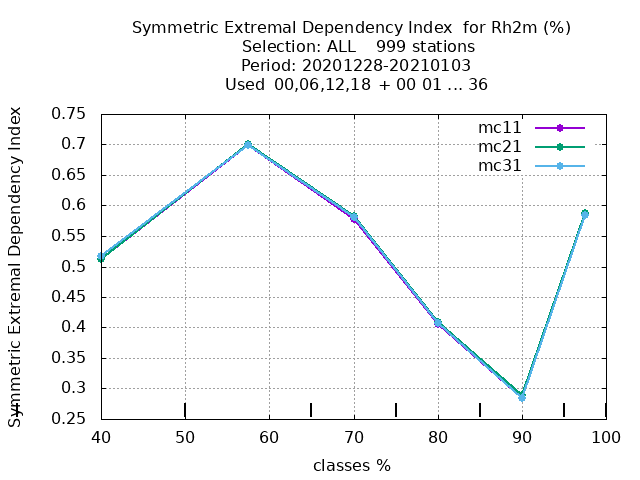 Symmetric Extremal Dependency Index  for Rh2m (%)
Selection: ALL    999 stations
Period: 20201228-20210103
Used  00,06,12,18  + 00 01 ... 36
Symmetric Extremal Dependency Index
0.75
0.7
0.65
0.6
0.55
0.5
0.45
0.4
0.35
0.3
0.25
mc11
mc21
mc31
40 50 60 70 80 90 100
classes %